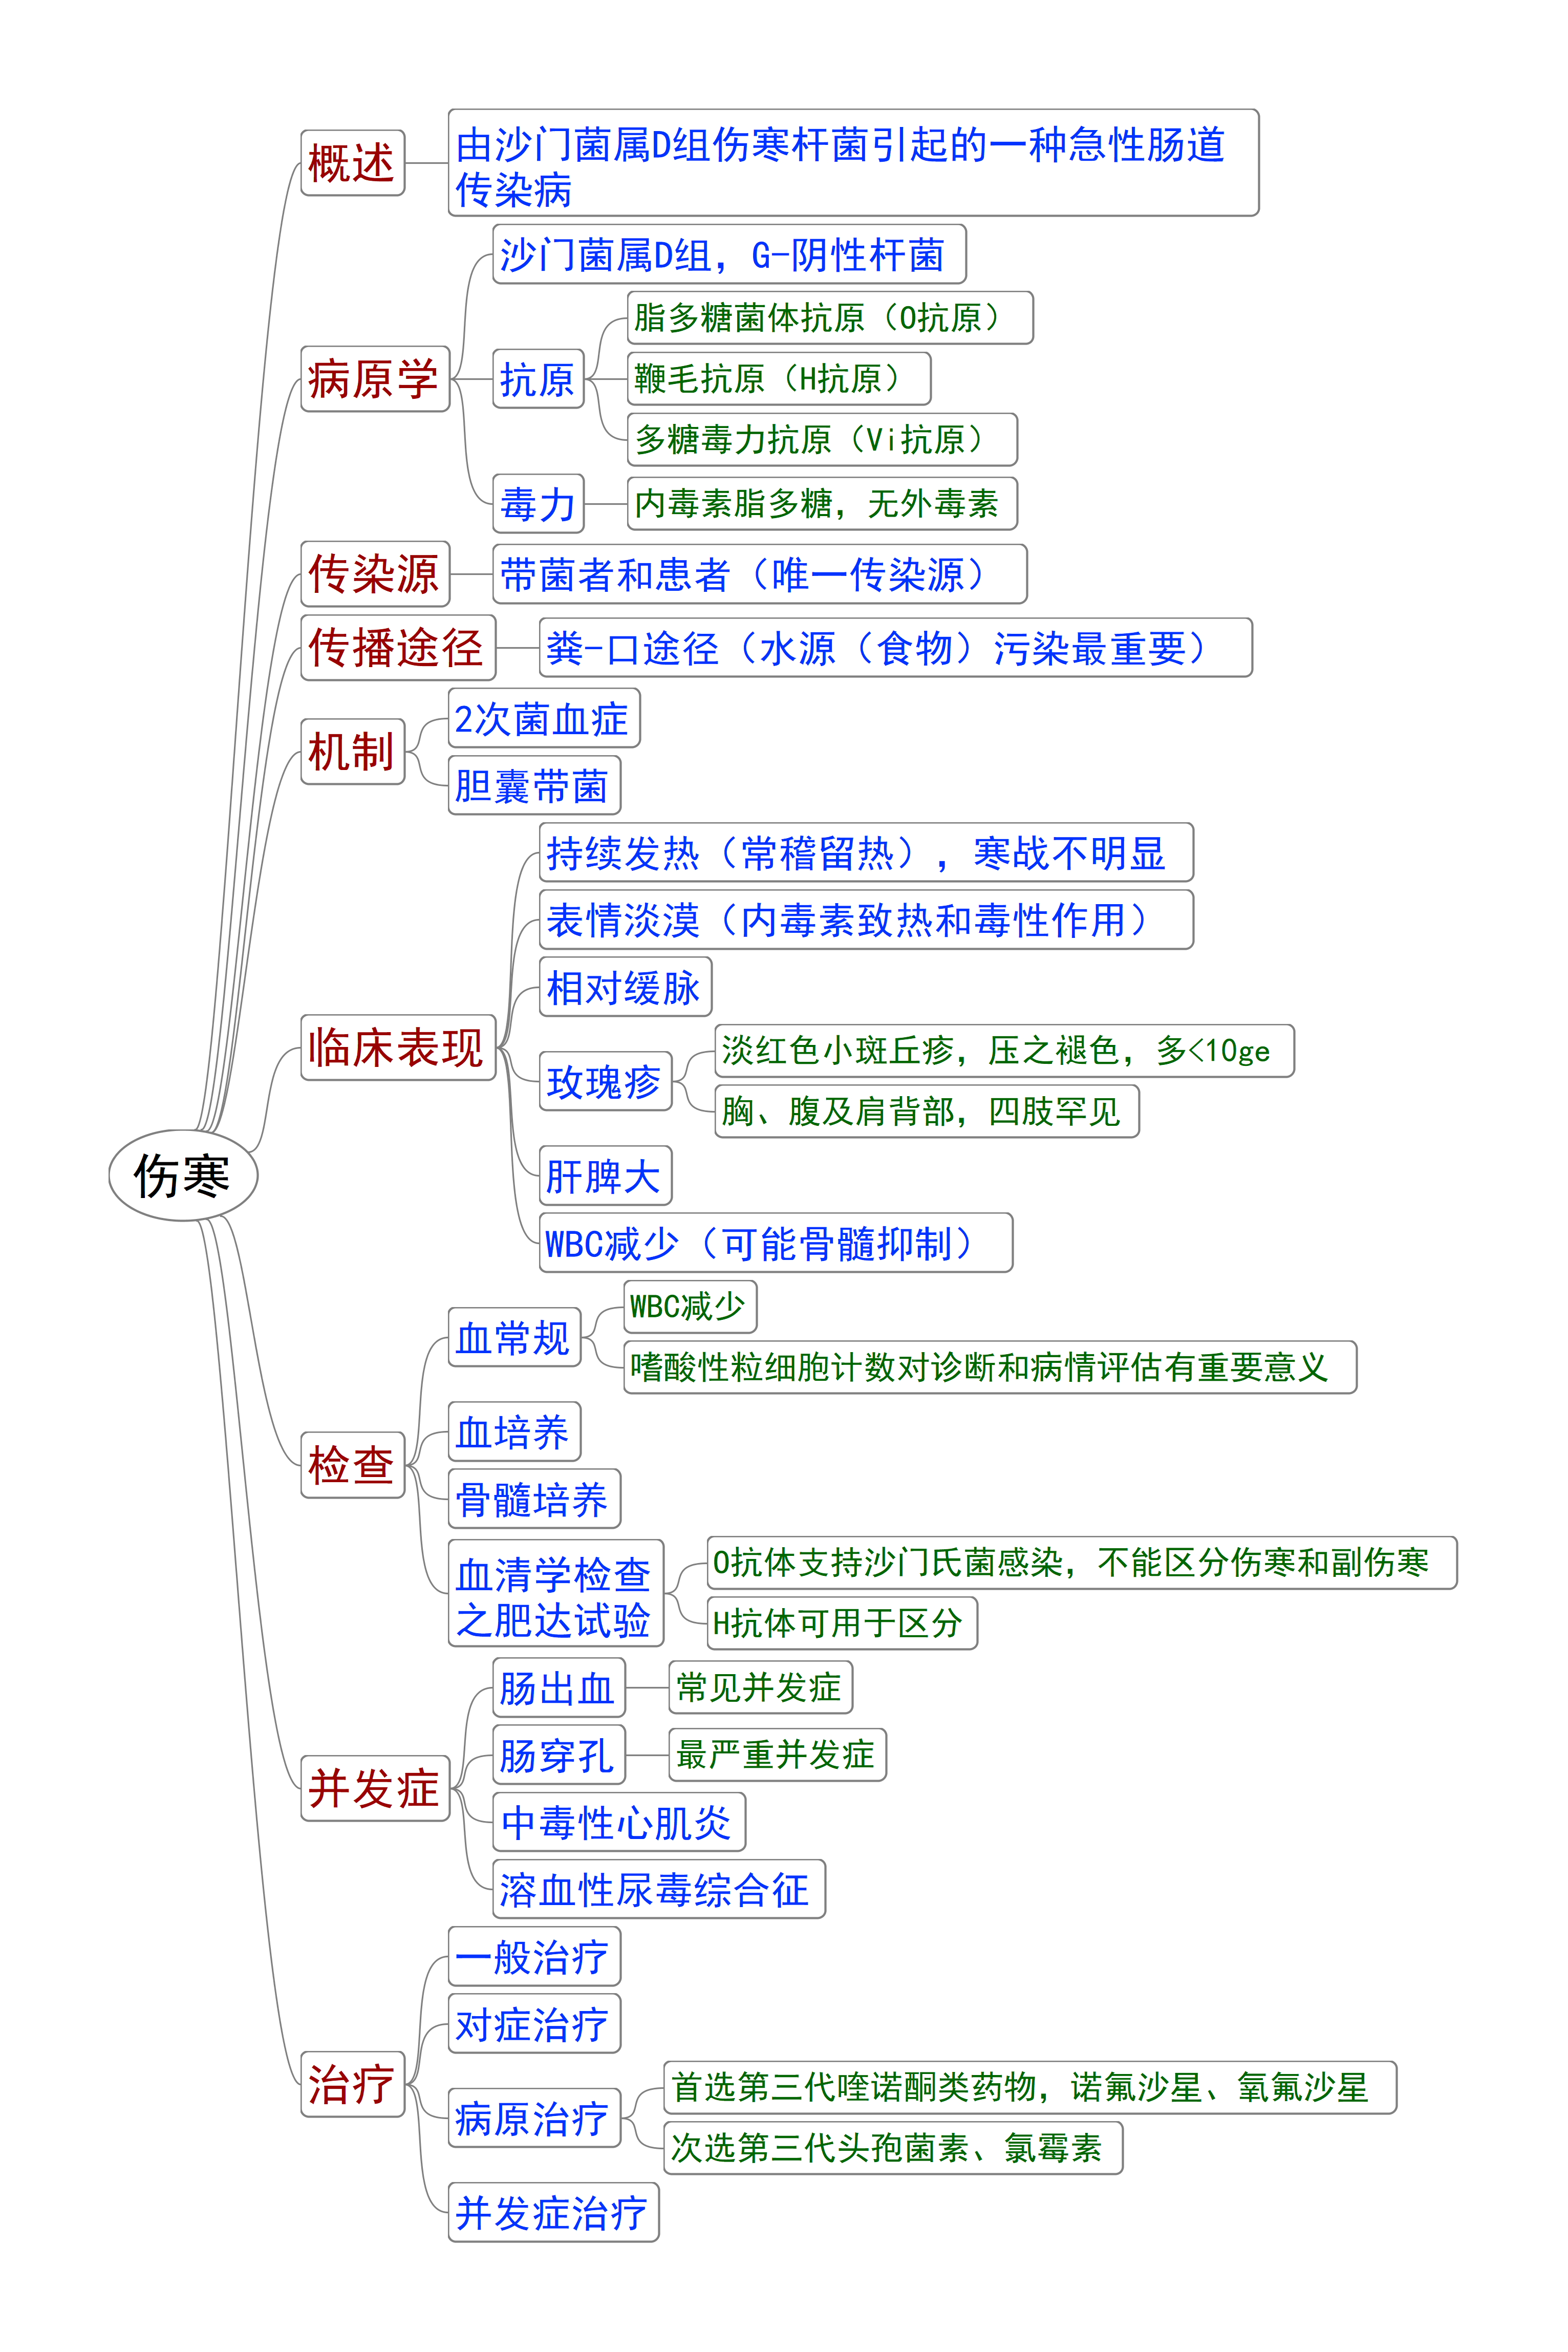 概述
由沙门菌属D组伤寒杆菌引起的一种急性肠道
传染病
病原学
沙门菌属D组，G-阴性杆菌
抗原
脂多糖菌体抗原（O抗原）
鞭毛抗原（H抗原）
多糖毒力抗原（Vi抗原）
毒力
内毒素脂多糖，无外毒素
传染源
带菌者和患者（唯一传染源）
传播途径
粪-口途径（水源（食物）污染最重要）
机制
2次菌血症
胆囊带菌
临床表现
持续发热（常稽留热），寒战不明显
表情淡漠（内毒素致热和毒性作用）
相对缓脉
玫瑰疹
淡红色小斑丘疹，压之褪色，多<10ge
胸、腹及肩背部，四肢罕见
肝脾大
WBC减少（可能骨髓抑制）
伤寒
检查
血常规
WBC减少
嗜酸性粒细胞计数对诊断和病情评估有重要意义
血培养
骨髓培养
血清学检查
之肥达试验
O抗体支持沙门氏菌感染，不能区分伤寒和副伤寒
H抗体可用于区分
并发症
肠出血
常见并发症
肠穿孔
最严重并发症
中毒性心肌炎
溶血性尿毒综合征
治疗
一般治疗
对症治疗
病原治疗
首选第三代喹诺酮类药物，诺氟沙星、氧氟沙星
次选第三代头孢菌素、氯霉素
并发症治疗